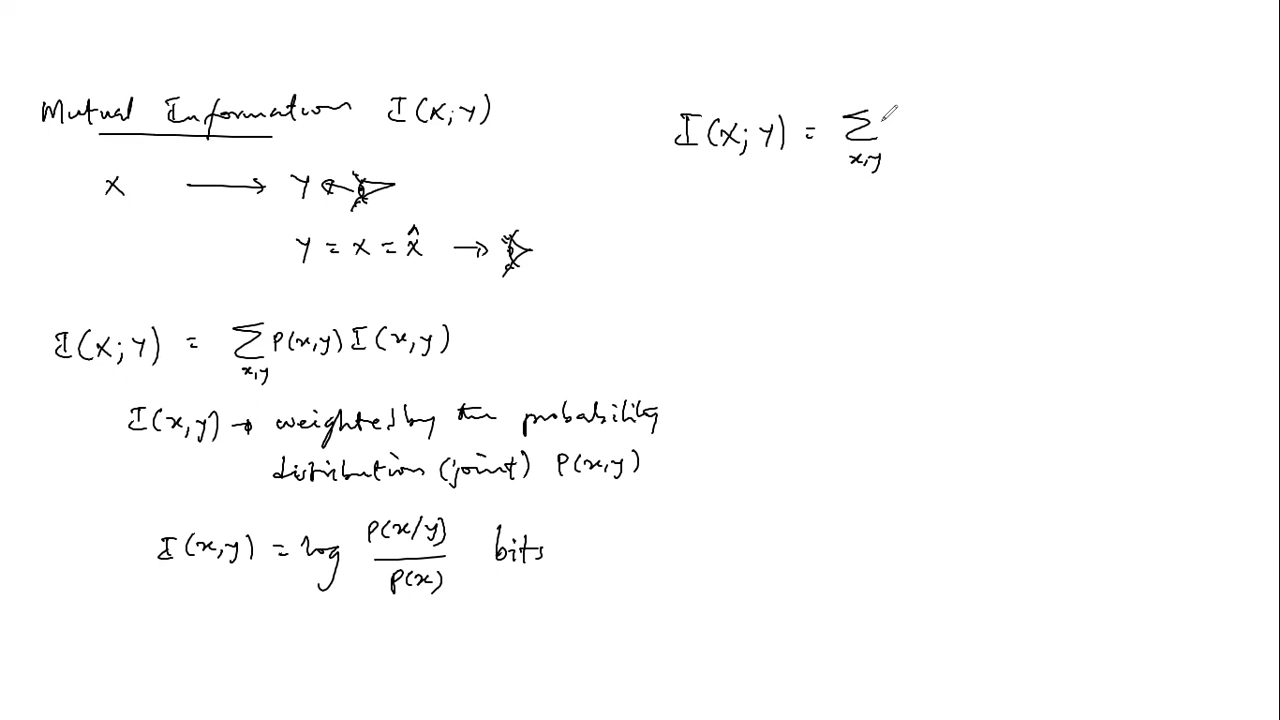 Mutual Information I(X;Y)
X → Y ←
Y = X = X̂ →
I(X;Y) = ∑ P(x,y) I(x,y)
x,y
I(x,y) → weighted by the probability
distribution (joint) P(x,y)
I(x,y) = log P(x/y) / P(x) bits
I(X;Y) = ∑
x,y